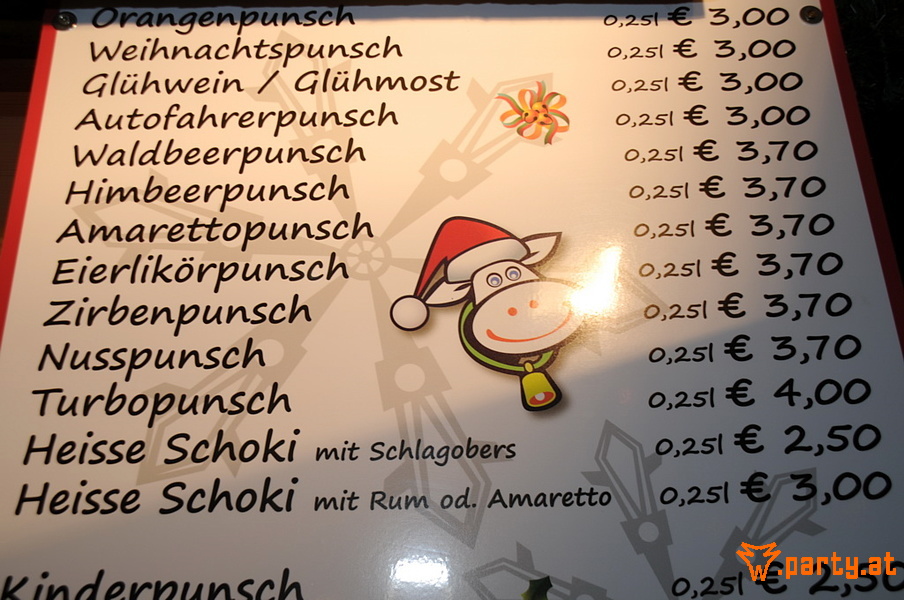 Orangenpunsch 0,25l € 3,00
Weihnachtspunsch 0,25l € 3,00
Glühwein / Glühmost 0,25l € 3,00
Autofahrerpunsch 0,25l € 3,00
Waldbeerpunsch 0,25l € 3,70
Himbeerpunsch 0,25l € 3,70
Amarettopunsch 0,25l € 3,70
Eierlikörpunsch 0,25l € 3,70
Zirbenpunsch 0,25l € 3,70
Nusspunsch 0,25l € 3,70
Turbopunsch 0,25l € 4,00
Heisse Schoki mit Schlagobers 0,25l € 2,50
Heisse Schoki mit Rum od. Amaretto 0,25l € 3,00
Kinderpunsch 0,25l € 2,50
w.party.at